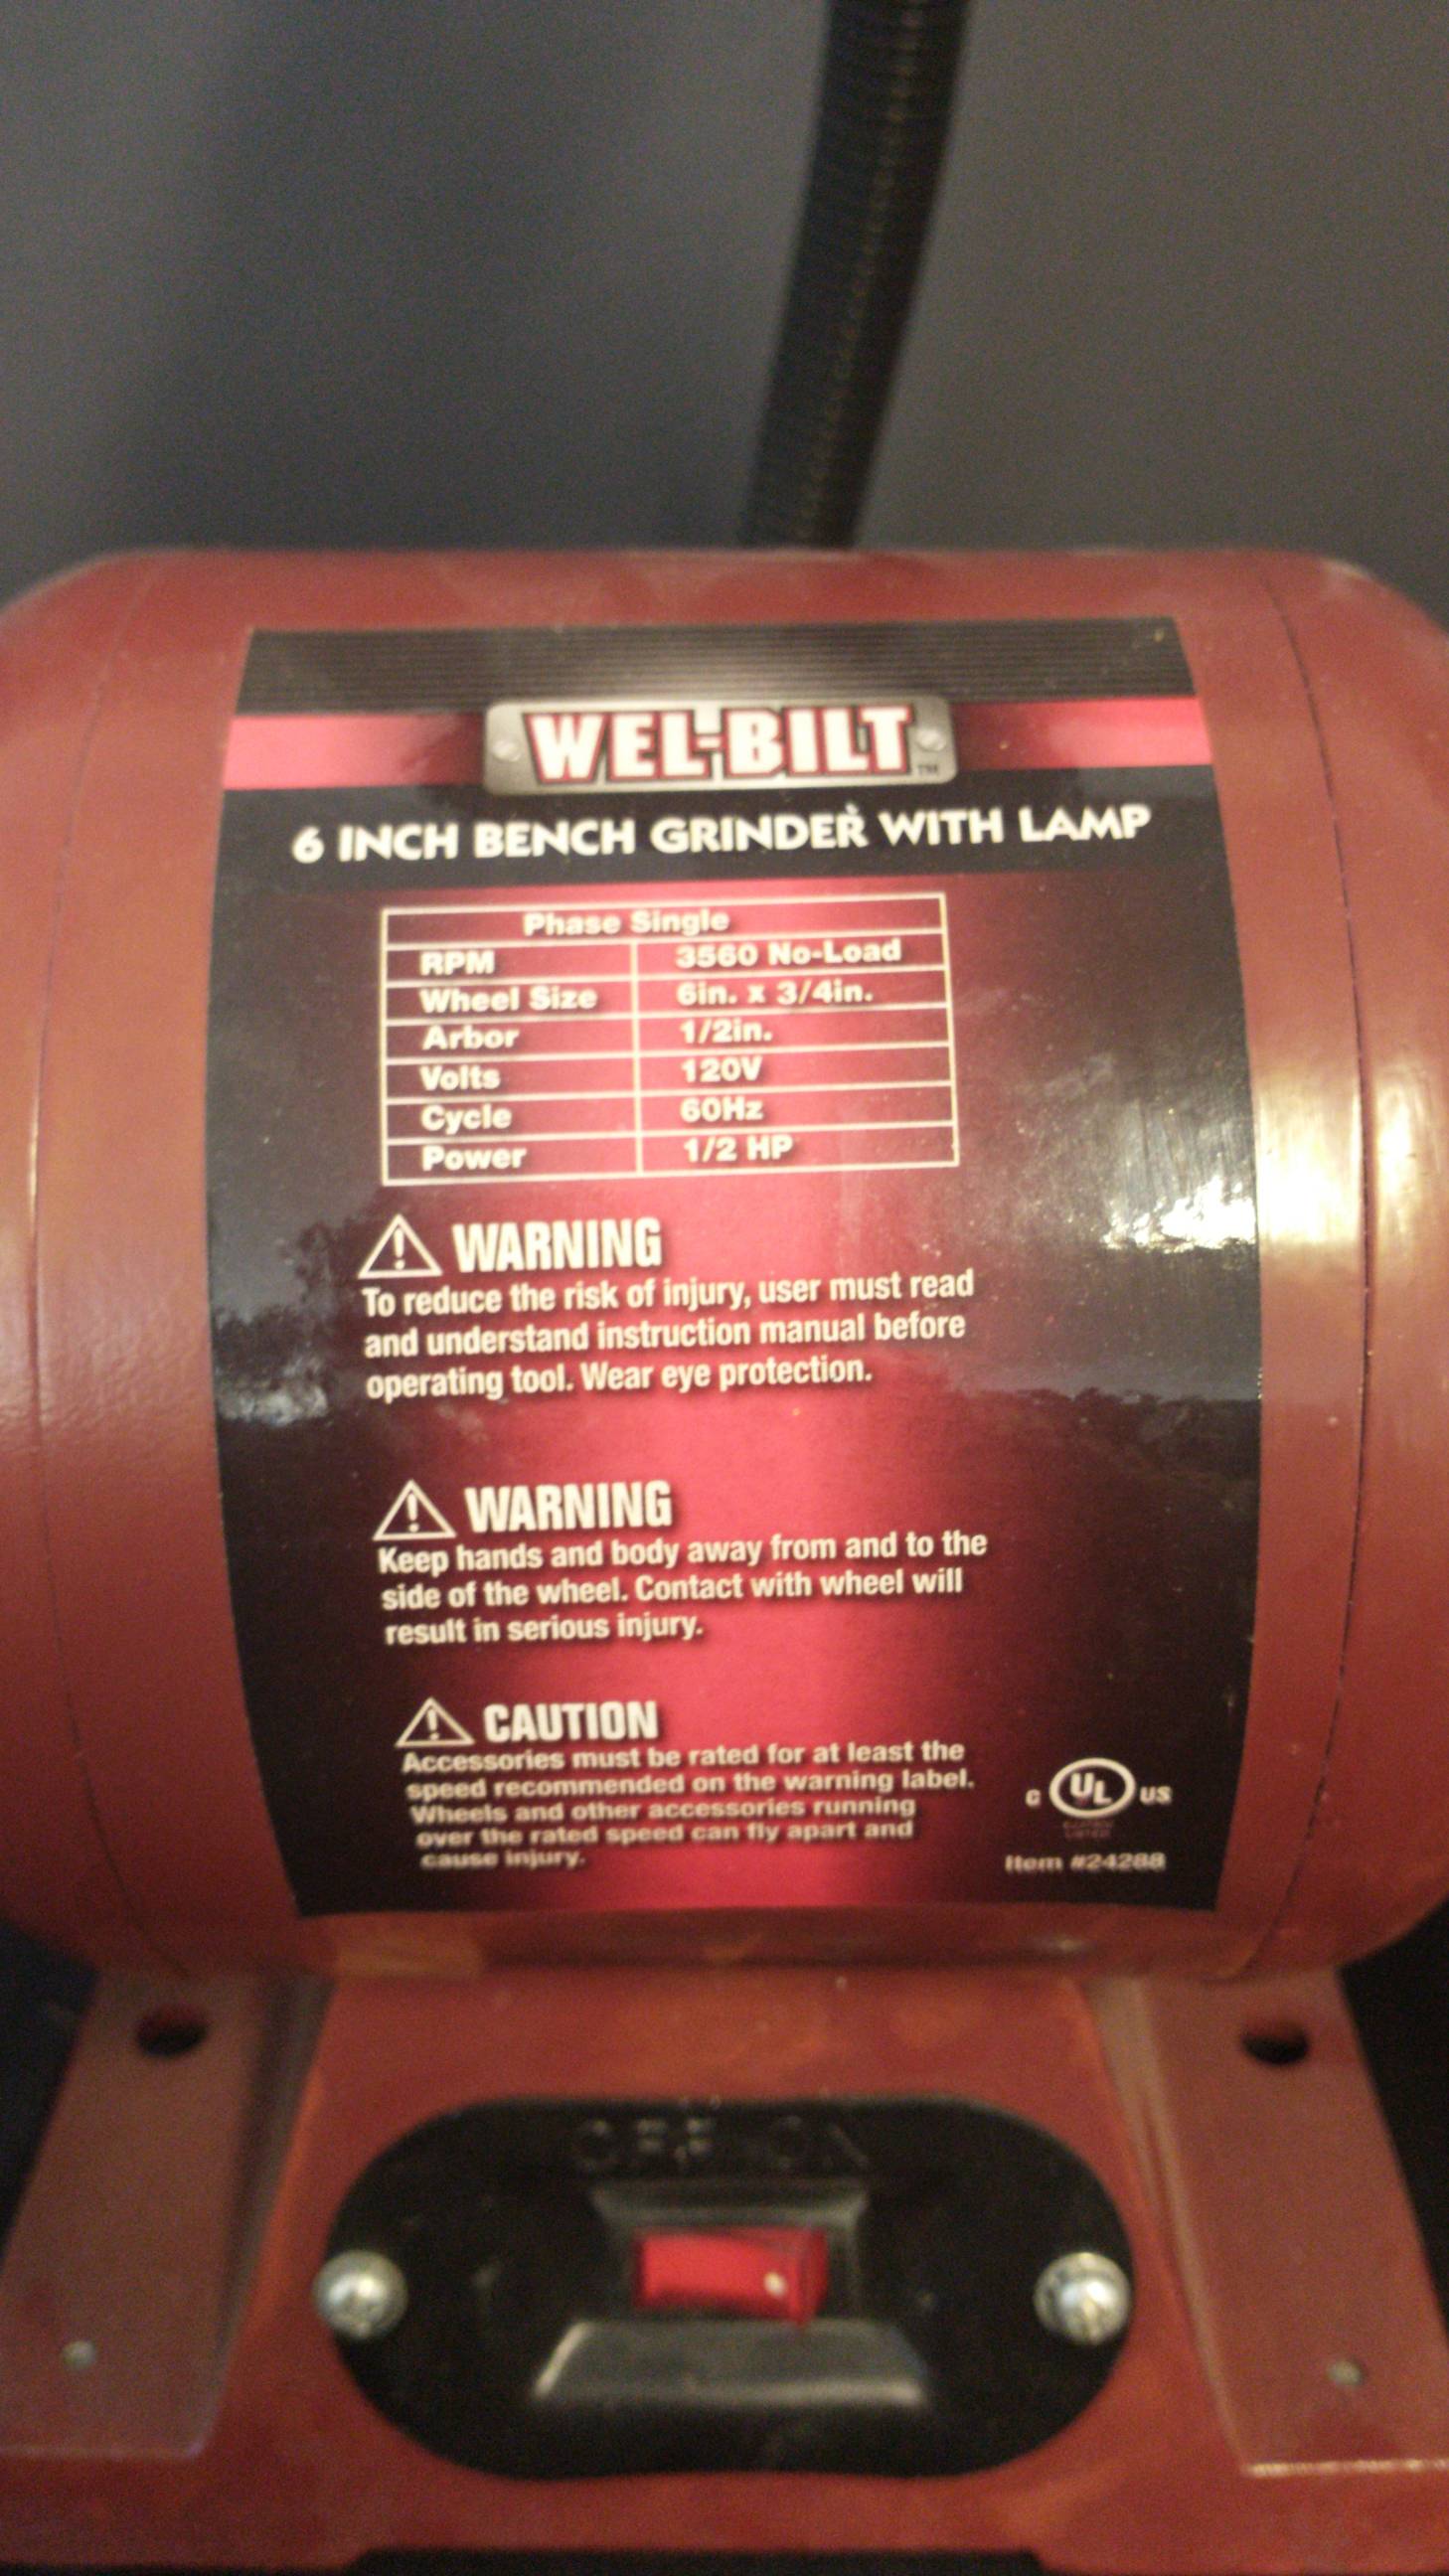 WEL-BILT TM
6 INCH BENCH GRINDER WITH LAMP
Phase Single
RPM 3560 No-Load
Wheel Size 6in. x 3/4in.
Arbor 1/2in.
Volts 120V
Cycle 60Hz
Power 1/2 HP
WARNING
To reduce the risk of injury, user must read
and understand instruction manual before
operating tool. Wear eye protection.
WARNING
Keep hands and body away from and to the
side of the wheel. Contact with wheel will
result in serious injury.
CAUTION
Accessories must be rated for at least the
speed recommended on the warning label.
Wheels and other accessories running
over the rated speed can fly apart and
cause injury.
C UL US
LISTED
Item #24288
OFF ON